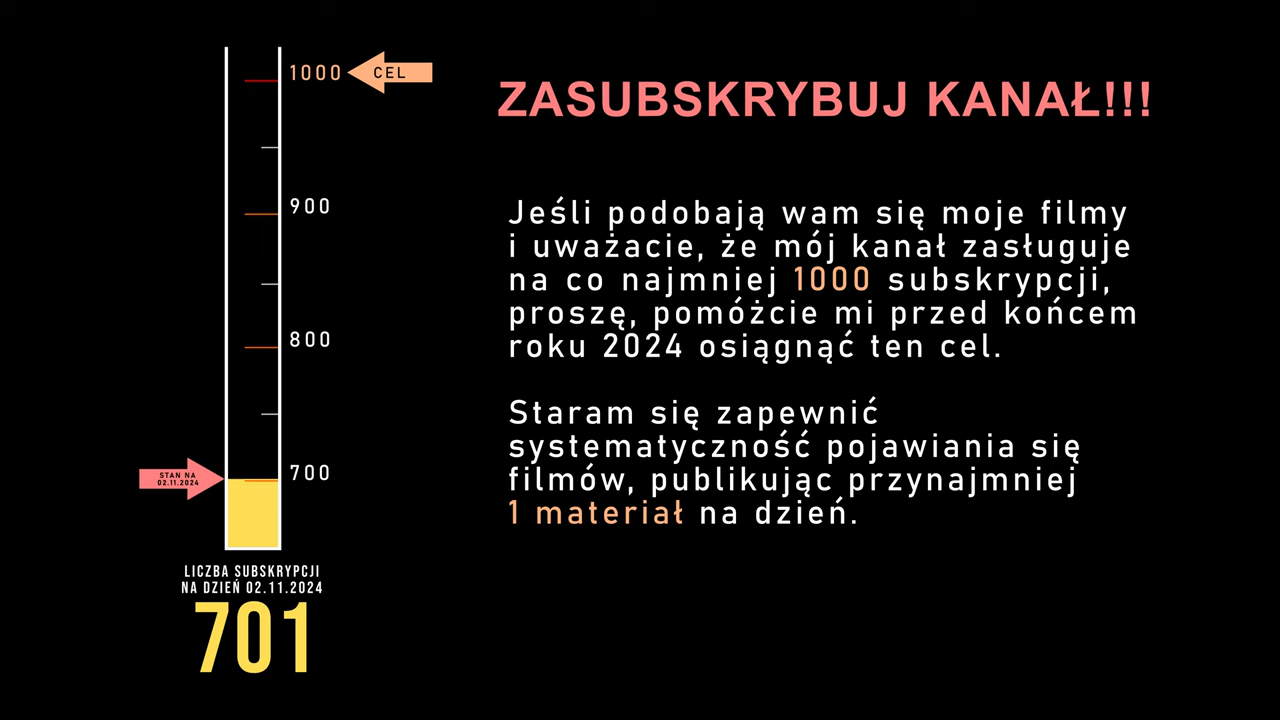 1000
CEL
900
800
700
STAN NA
02.11.2024
LICZBA SUBSKRYPCJI
NA DZIEŃ 02.11.2024
701
ZASUBSKRYBUJ KANAŁ!!!
Jeśli podobają wam się moje filmy
i uważacie, że mój kanał zasługuje
na co najmniej 1000 subskrypcji,
proszę, pomóżcie mi przed końcem
roku 2024 osiągnąć ten cel.
Staram się zapewnić
systematyczność pojawiania się
filmów, publikując przynajmniej
1 materiał na dzień.